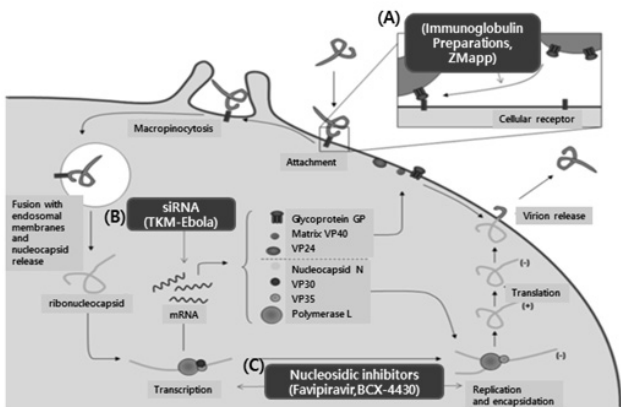 (A)
(Immunoglobulin
Preparations,
ZMapp)
Cellular receptor
Macropinocytosis
Attachment
Virion release
Fusion with
endosomal
membranes
and
nucleocapsid
release
(B)
siRNA
(TKM-Ebola)
Glycoprotein GP
Matrix VP40
VP24
Nucleocapsid N
VP30
VP35
Polymerase L
ribonucleocapsid
mRNA
(-)
Translation
(+)
(-)
Transcription
(C)
Nucleosidic inhibitors
(Favipiravir,BCX-4430)
Replication
and encapsidation